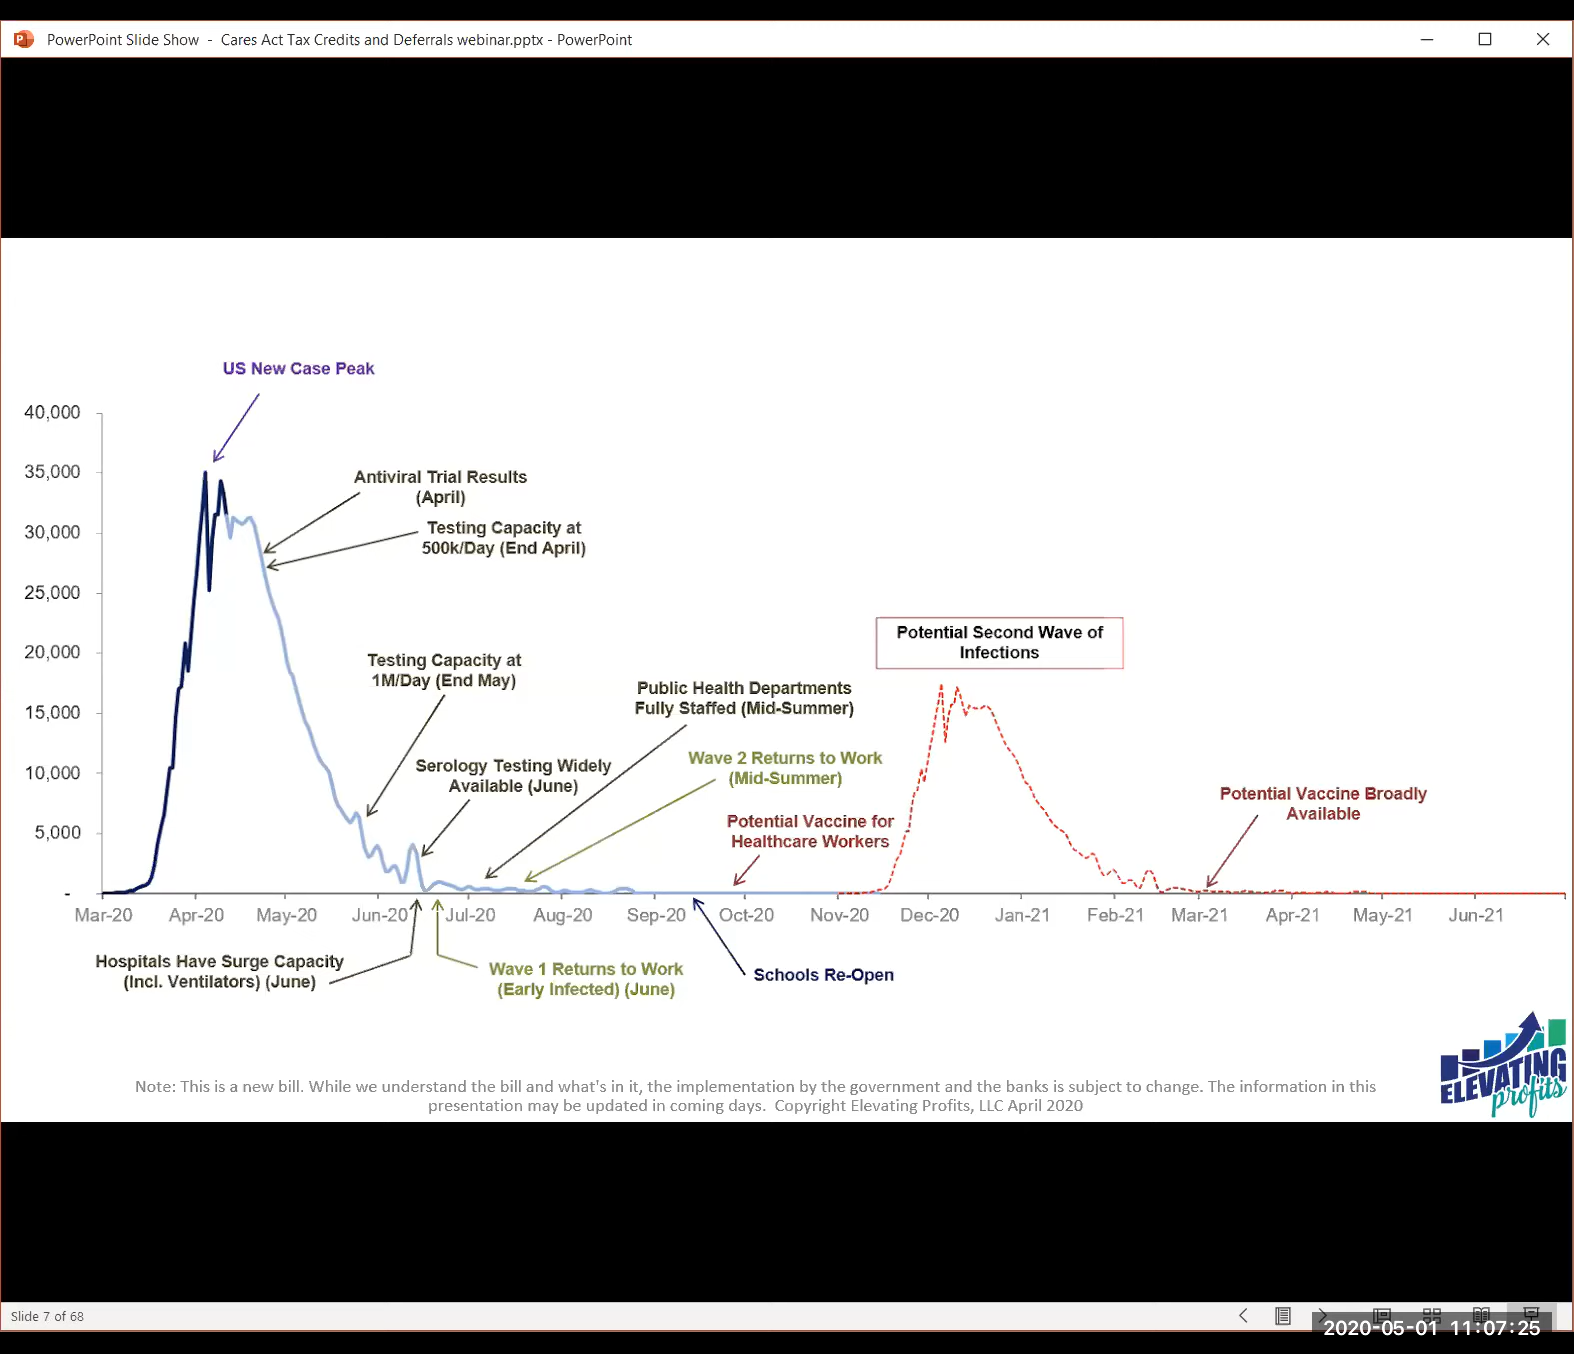 PowerPoint Slide Show - Cares Act Tax Credits and Deferrals webinar.pptx - PowerPoint
US New Case Peak
40,000
35,000
30,000
25,000
20,000
15,000
10,000
5,000
-
Antiviral Trial Results
(April)
Testing Capacity at
500k/Day (End April)
Testing Capacity at
1M/Day (End May)
Serology Testing Widely
Available (June)
Public Health Departments
Fully Staffed (Mid-Summer)
Wave 2 Returns to Work
(Mid-Summer)
Potential Vaccine for
Healthcare Workers
Potential Second Wave of
Infections
Potential Vaccine Broadly
Available
Mar-20 Apr-20 May-20 Jun-20 Jul-20 Aug-20 Sep-20 Oct-20 Nov-20 Dec-20 Jan-21 Feb-21 Mar-21 Apr-21 May-21 Jun-21
Hospitals Have Surge Capacity
(Incl. Ventilators) (June)
Wave 1 Returns to Work
(Early Infected) (June)
Schools Re-Open
ELEVATING
profits
Note: This is a new bill. While we understand the bill and what's in it, the implementation by the government and the banks is subject to change. The information in this
presentation may be updated in coming days. Copyright Elevating Profits, LLC April 2020
Slide 7 of 68
2020-05-01 11:07:25